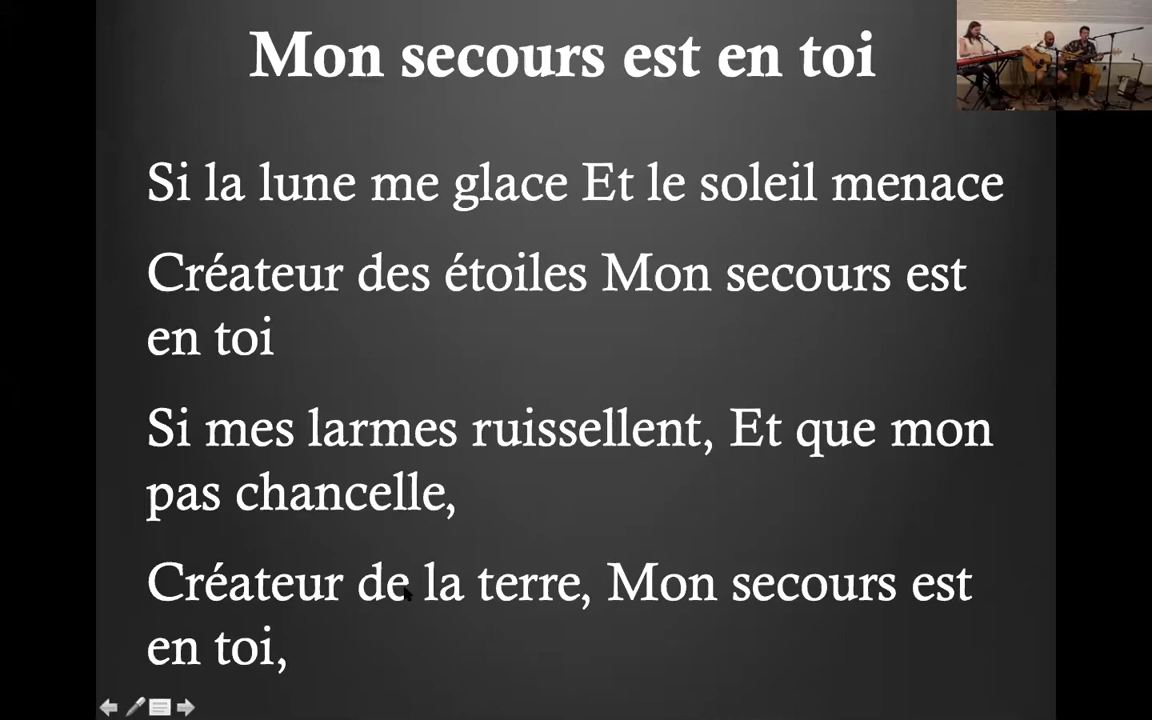 Mon secours est en toi
Si la lune me glace Et le soleil menace
Créateur des étoiles Mon secours est
en toi
Si mes larmes ruissellent, Et que mon
pas chancelle,
Créateur de la terre, Mon secours est
en toi,